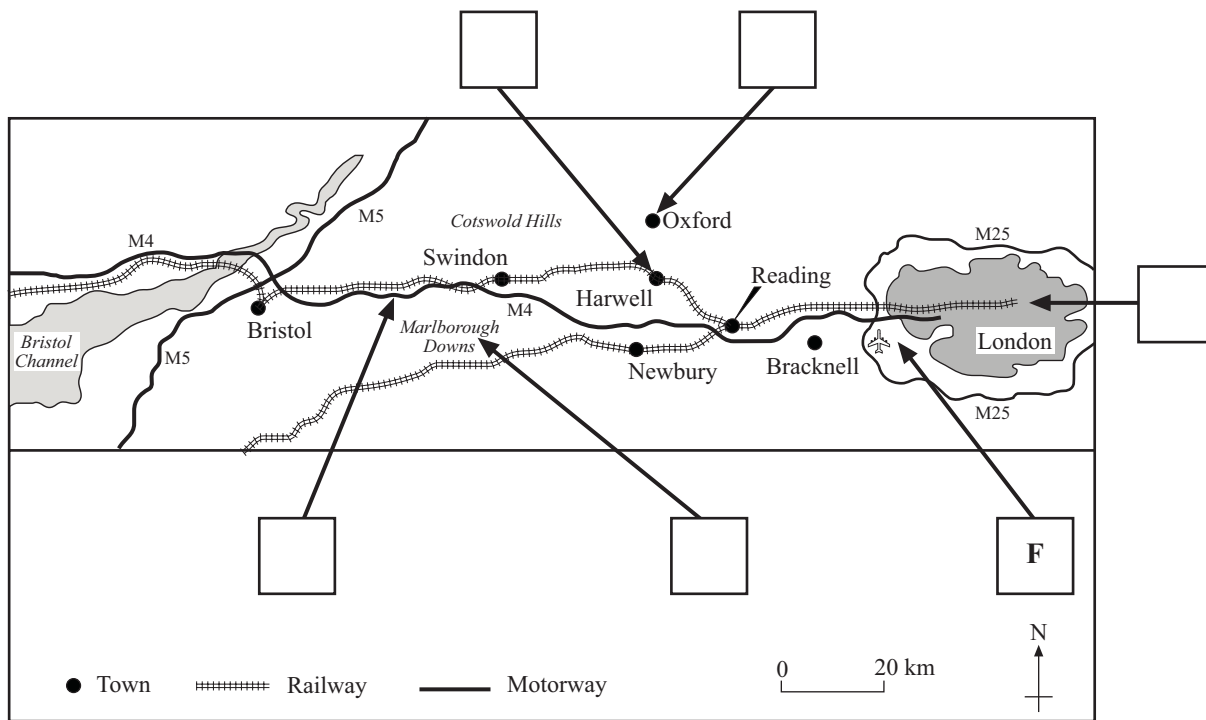 M5
M4
Cotswold Hills
Oxford
M25
Swindon
Harwell
Reading
Bristol
M4
Marlborough
Downs
Bristol
Channel
M5
Newbury
Bracknell
London
M25
F
N
Town
Railway
Motorway
0 20 km